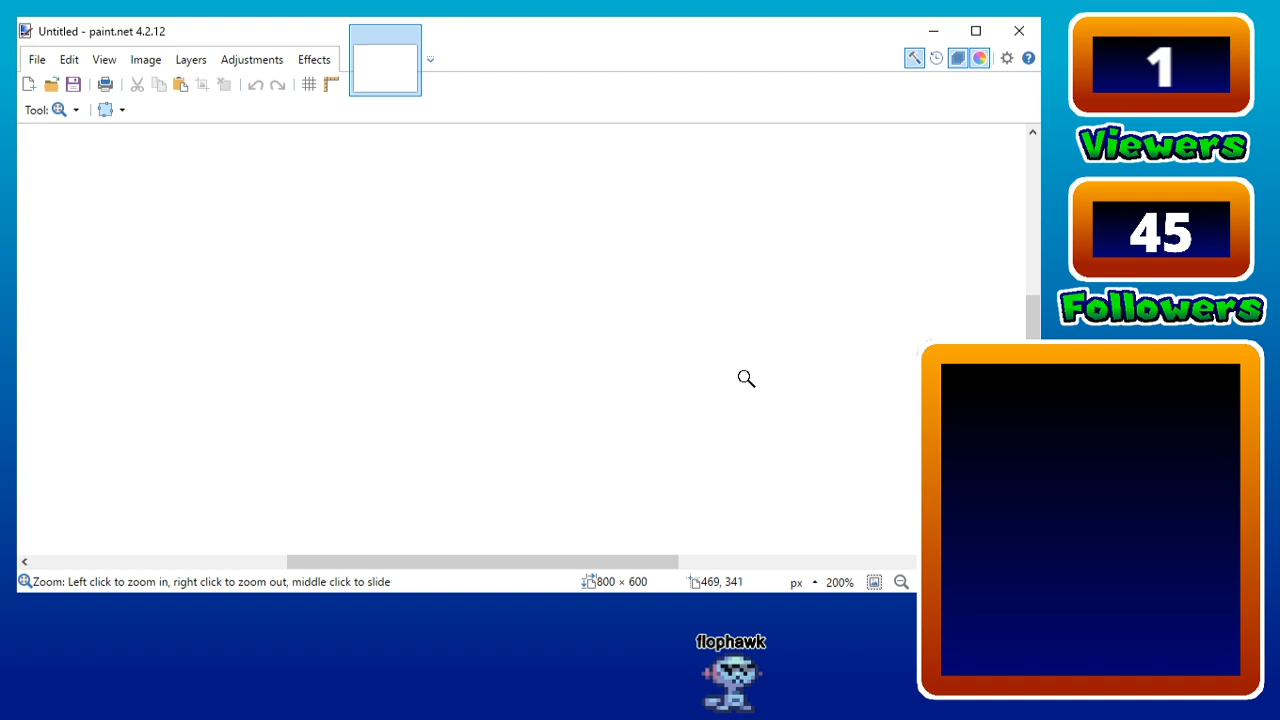 Untitled - paint.net 4.2.12
File Edit View Image Layers Adjustments Effects
Tool:
Zoom: Left click to zoom in, right click to zoom out, middle click to slide
800 × 600
469, 341
px
200%
1
Viewers
45
Followers
flophawk